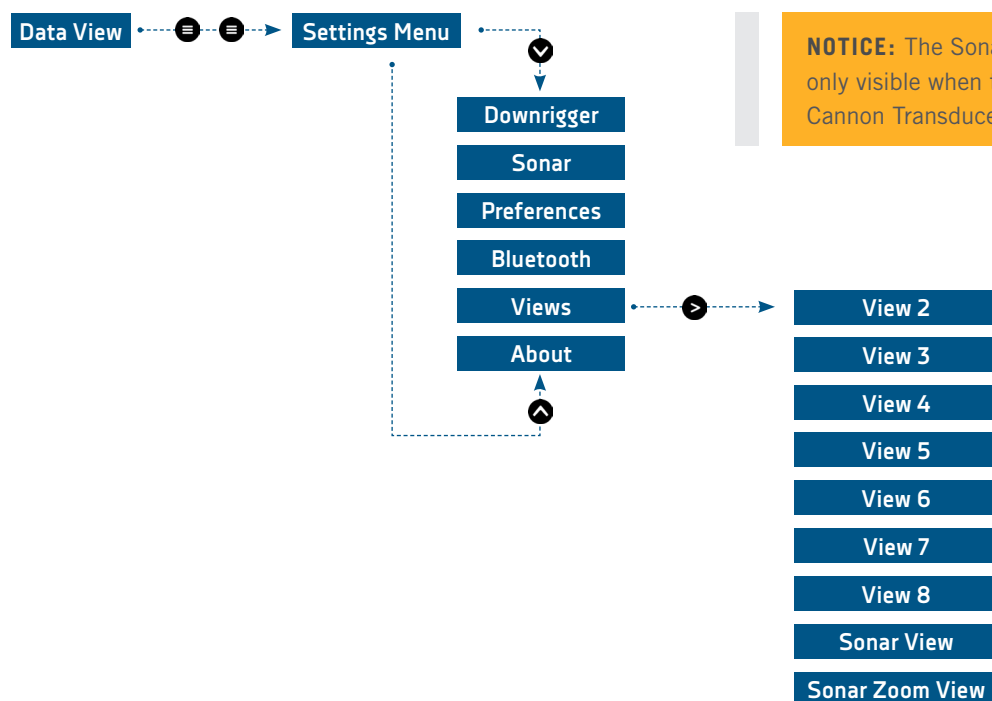 Data View
Settings Menu
NOTICE: The Sona
only visible when
Cannon Transduce
Downrigger
Sonar
Preferences
Bluetooth
Views
About
View 2
View 3
View 4
View 5
View 6
View 7
View 8
Sonar View
Sonar Zoom View